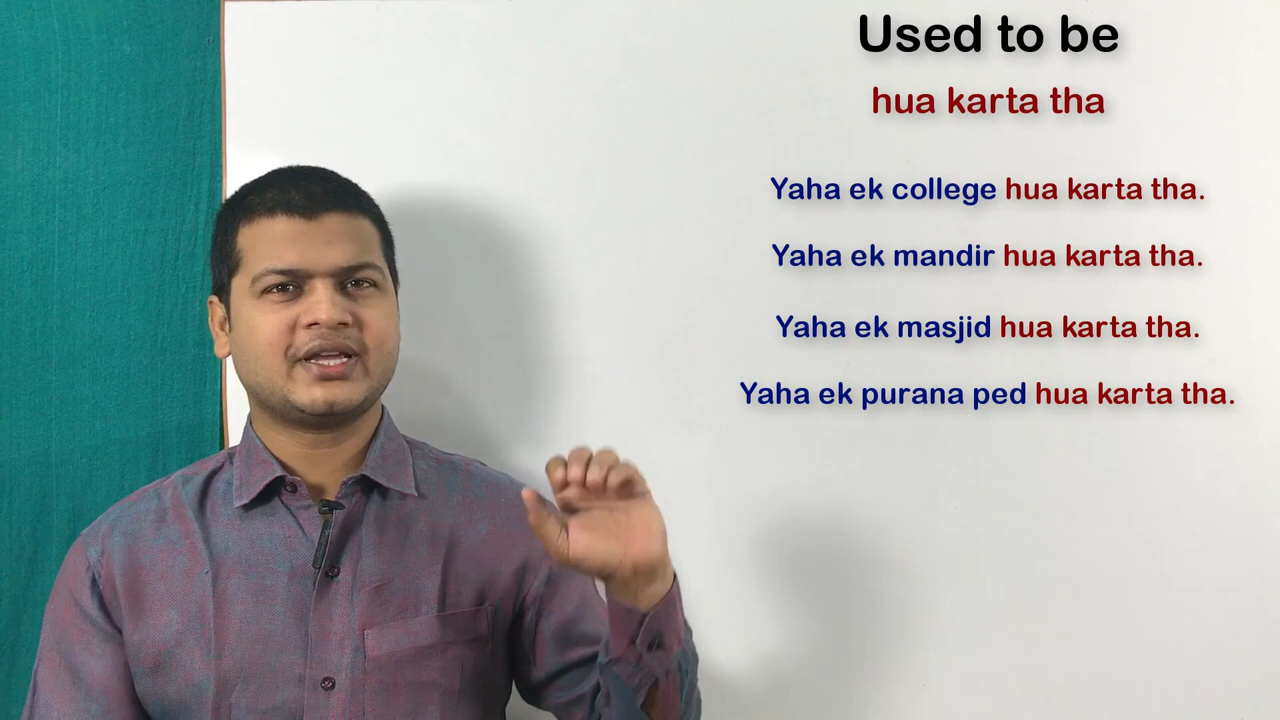 Used to be
hua karta tha
Yaha ek college hua karta tha.
Yaha ek mandir hua karta tha.
Yaha ek masjid hua karta tha.
Yaha ek purana ped hua karta tha.